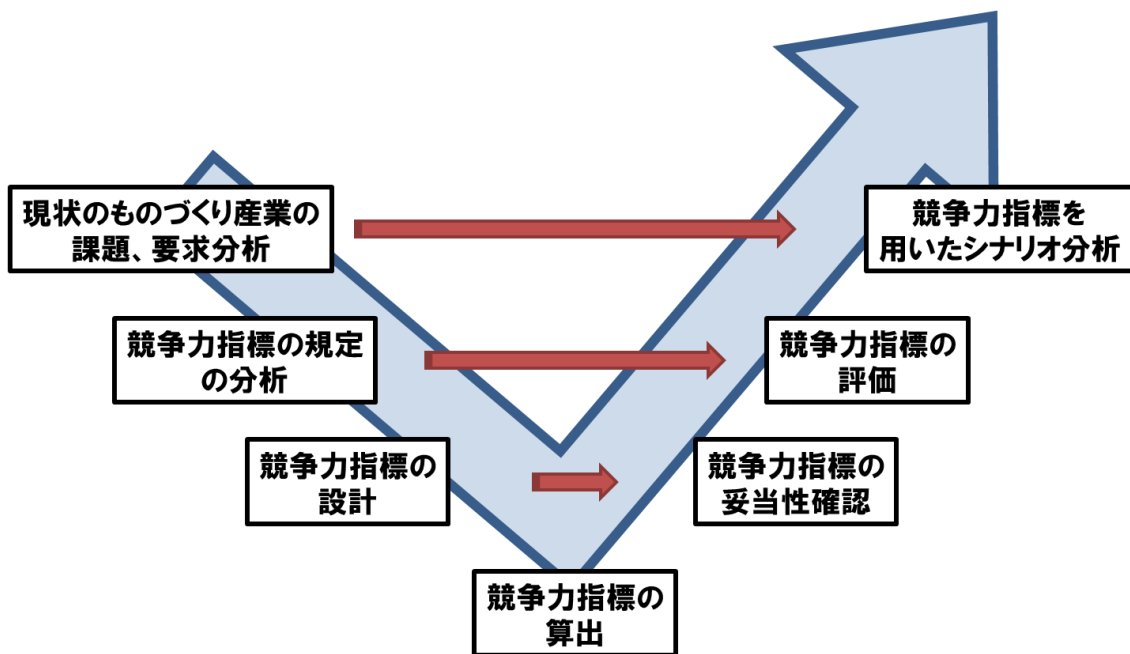 現状のものづくり産業の
課題、要求分析
競争力指標を
用いたシナリオ分析
競争力指標の規定
の分析
競争力指標の
評価
競争力指標の
設計
競争力指標の
妥当性確認
競争力指標の
算出